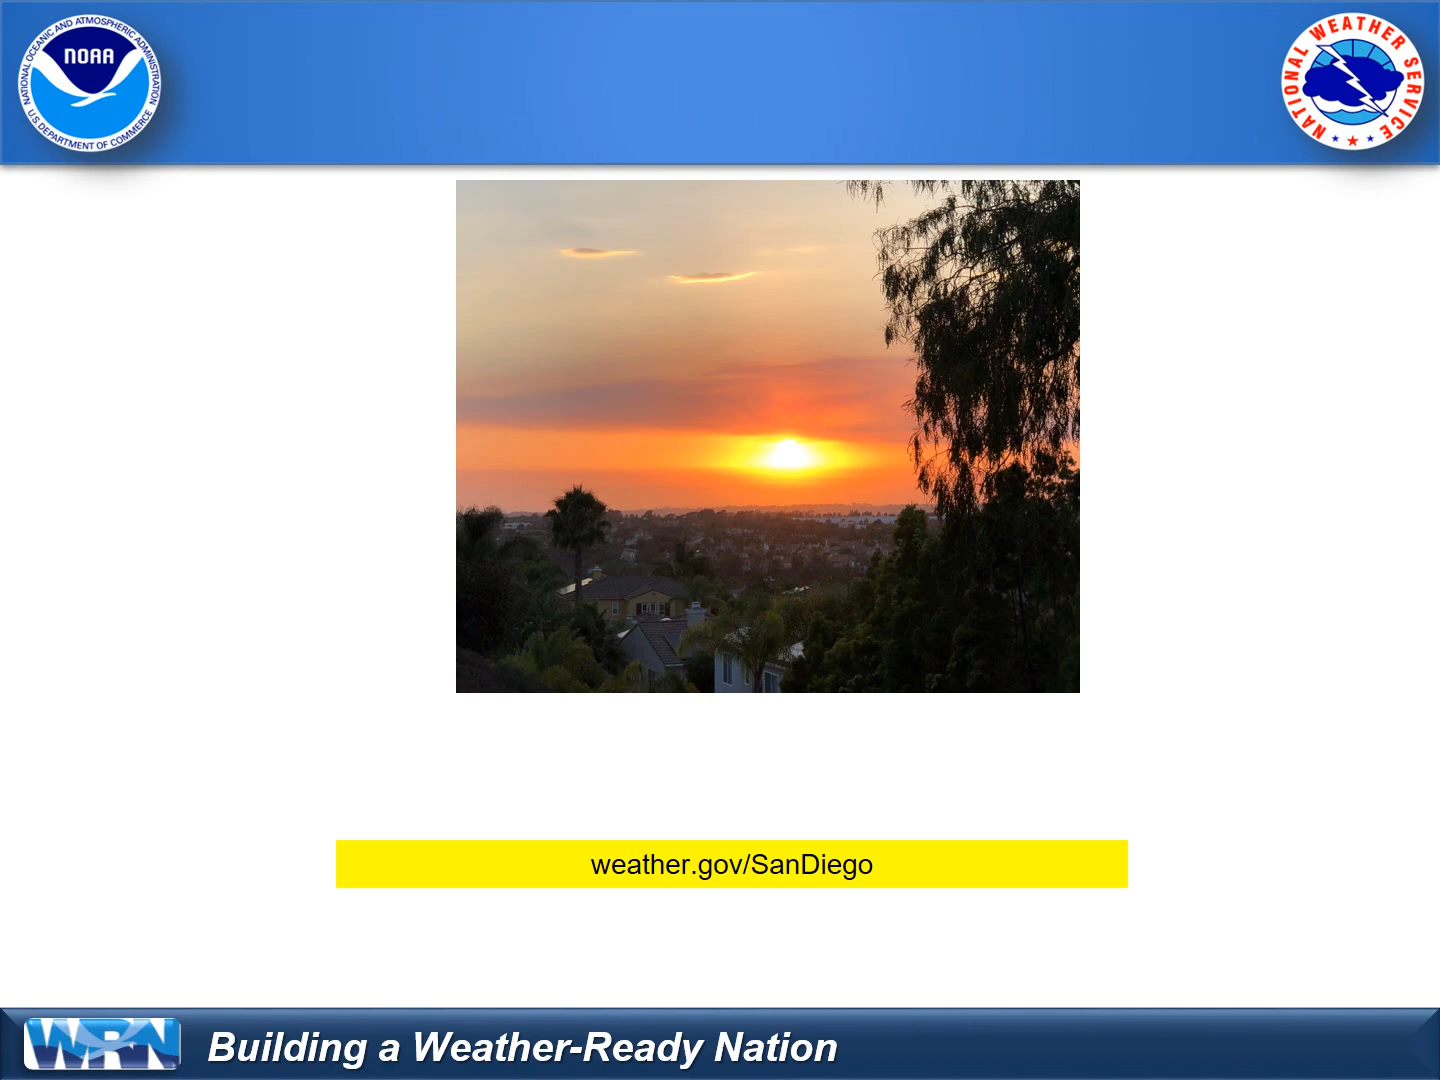 NATIONAL OCEANIC AND ATMOSPHERIC ADMINISTRATION
NOAA
U.S. DEPARTMENT OF COMMERCE
NATIONAL WEATHER SERVICE
weather.gov/SanDiego
WRN
Building a Weather-Ready Nation